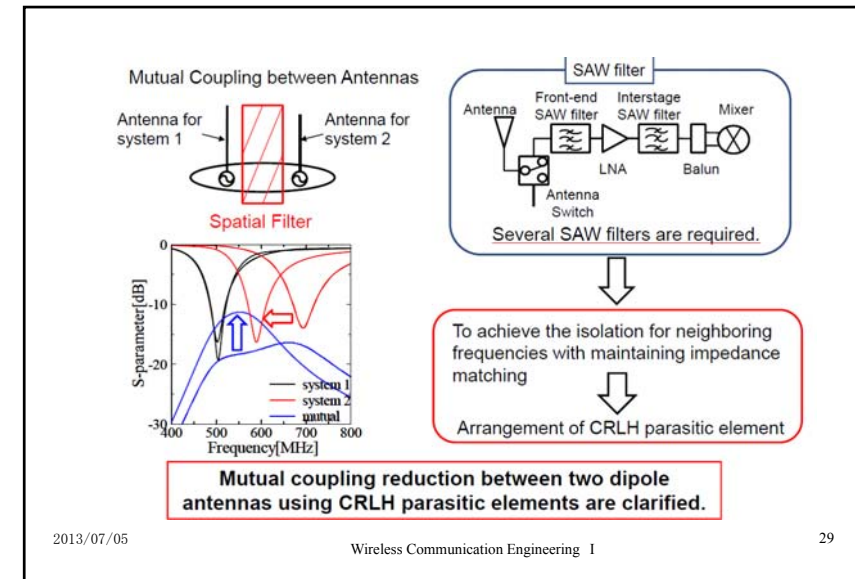 Mutual Coupling between Antennas
Antenna for
system 1
Antenna for
system 2
Spatial Filter
S-parameter[dB]
0
-10
-20
-30
400
500
600
700
800
Frequency[MHz]
system 1
system 2
mutual
SAW filter
Antenna
Front-end
SAW filter
Interstage
SAW filter
Mixer
LNA
Balun
Antenna
Switch
Several SAW filters are required.
To achieve the isolation for neighboring
frequencies with maintaining impedance
matching
Arrangement of CRLH parasitic element
Mutual coupling reduction between two dipole
antennas using CRLH parasitic elements are clarified.
2013/07/05
Wireless Communication Engineering I
29